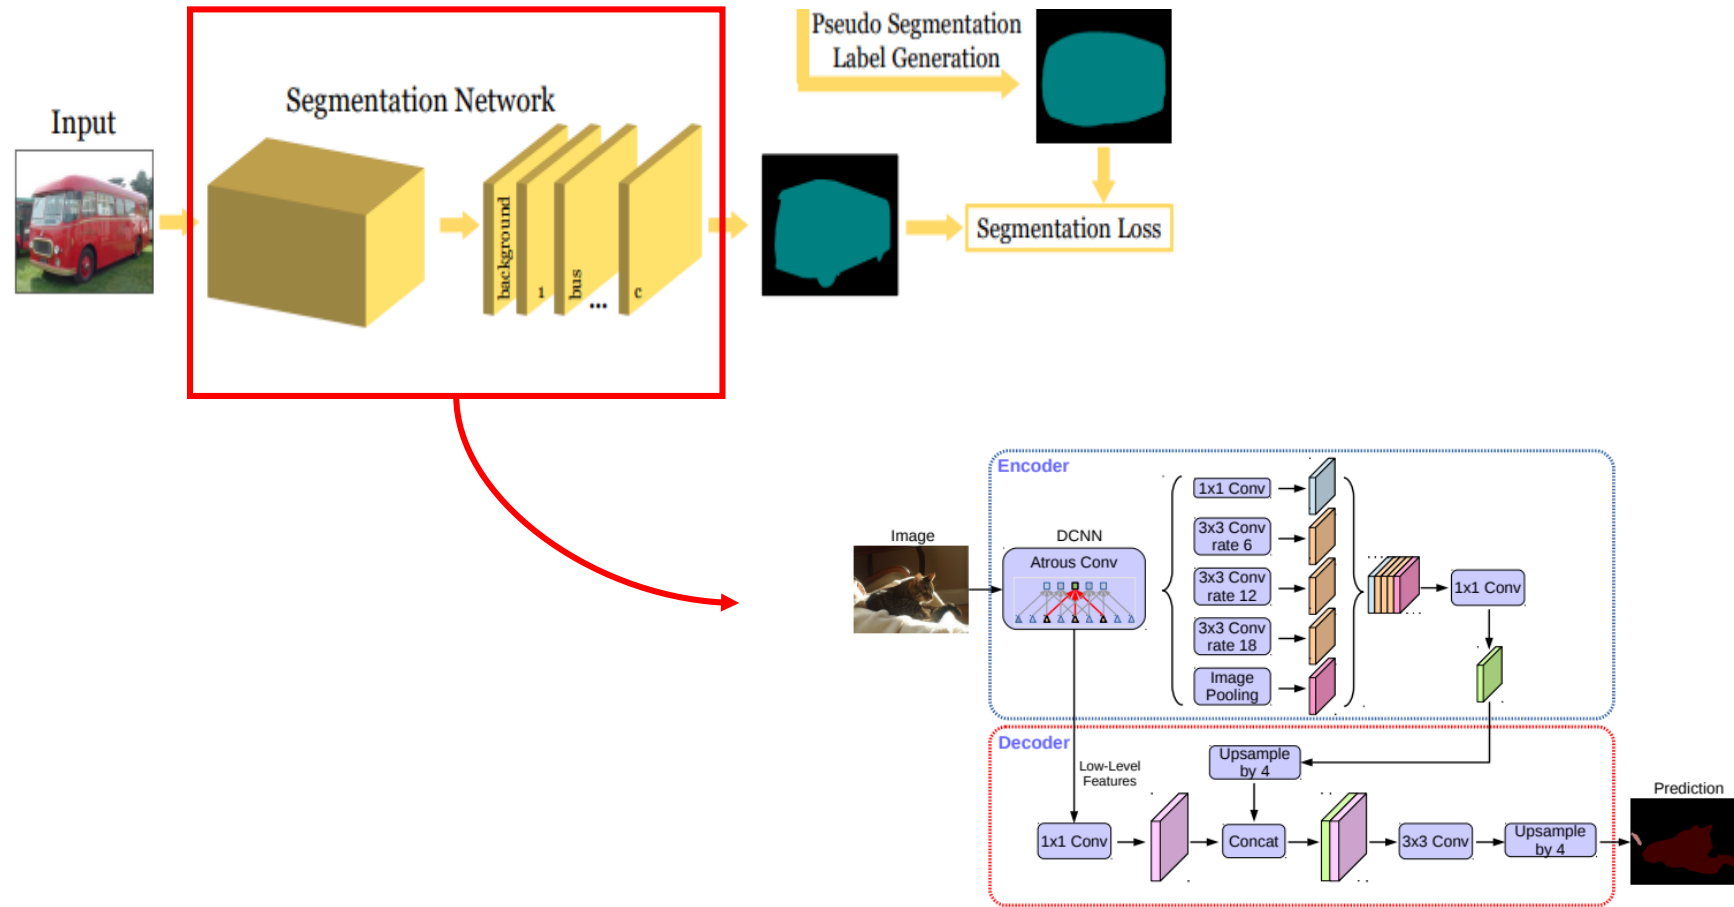 Pseudo Segmentation
Label Generation
Segmentation Network
Input
background
1
bus
...
c
Segmentation Loss
Encoder
1x1 Conv
3x3 Conv
rate 6
Image
DCNN
Atrous Conv
3x3 Conv
rate 12
1x1 Conv
3x3 Conv
rate 18
Image
Pooling
Decoder
Low-Level
Features
Upsample
by 4
Prediction
1x1 Conv
Concat
3x3 Conv
Upsample
by 4